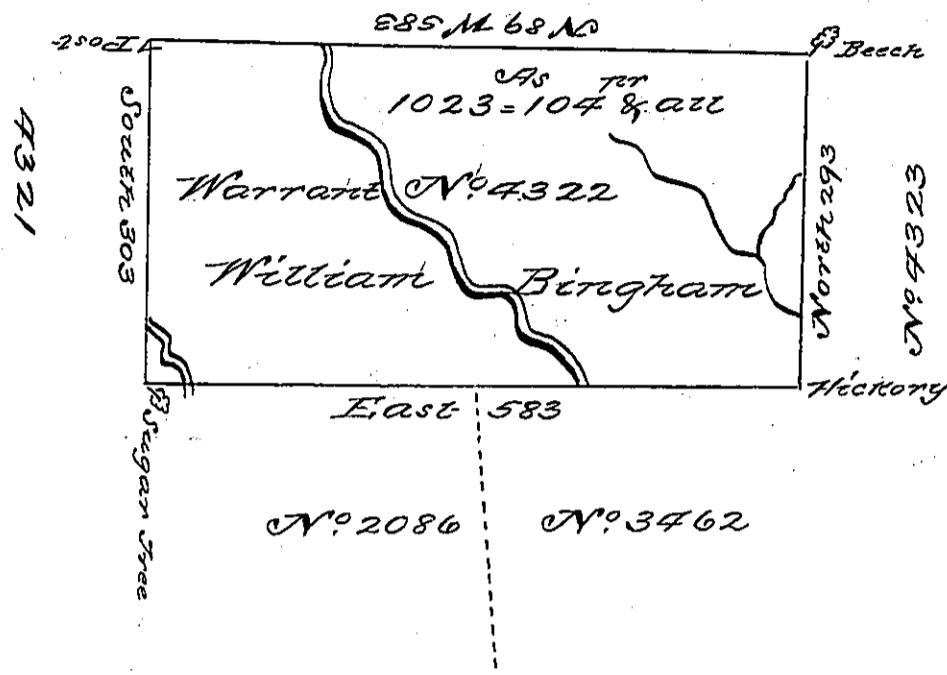 N 89 W 583
Post
Beech
As pr
1023 = 104 & all
South 303
4321
Warrant No. 4322
William Bingham
North 293
No. 4323
East 583
Hickory
Sugar Tree
No. 2086
No. 3462